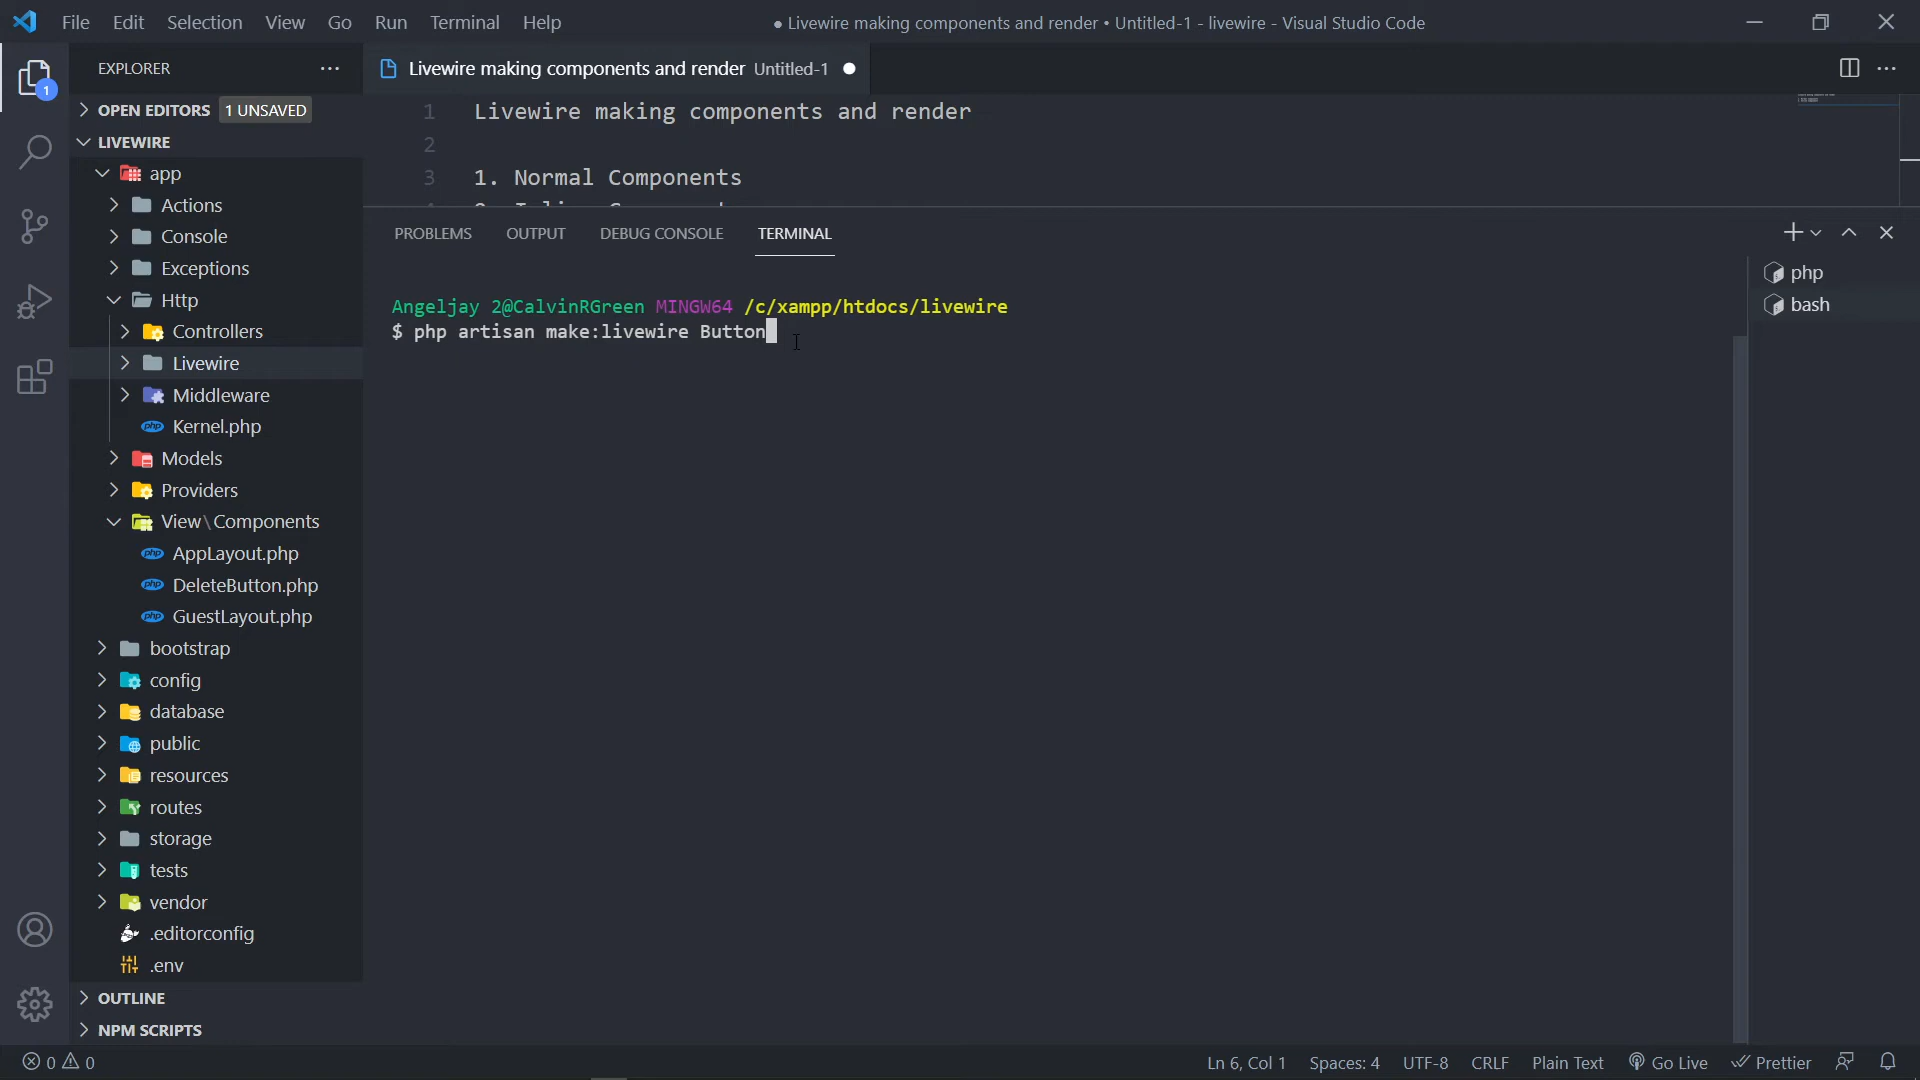 File Edit Selection View Go Run Terminal Help
● Livewire making components and render • Untitled-1 - livewire - Visual Studio Code
EXPLORER
Livewire making components and render Untitled-1
1
OPEN EDITORS 1 UNSAVED
LIVEWIRE
app
Actions
Console
Exceptions
Http
Controllers
Livewire
Middleware
Kernel.php
Models
Providers
View\Components
AppLayout.php
DeleteButton.php
GuestLayout.php
bootstrap
config
database
public
resources
routes
storage
tests
vendor
.editorconfig
.env
OUTLINE
NPM SCRIPTS
1 Livewire making components and render
2
3 1. Normal Components
PROBLEMS OUTPUT DEBUG CONSOLE TERMINAL
Angeljay 2@CalvinRGreen MINGW64 /c/xampp/htdocs/livewire
$ php artisan make:livewire Button
php
bash
0 0
Ln 6, Col 1 Spaces: 4 UTF-8 CRLF Plain Text Go Live Prettier